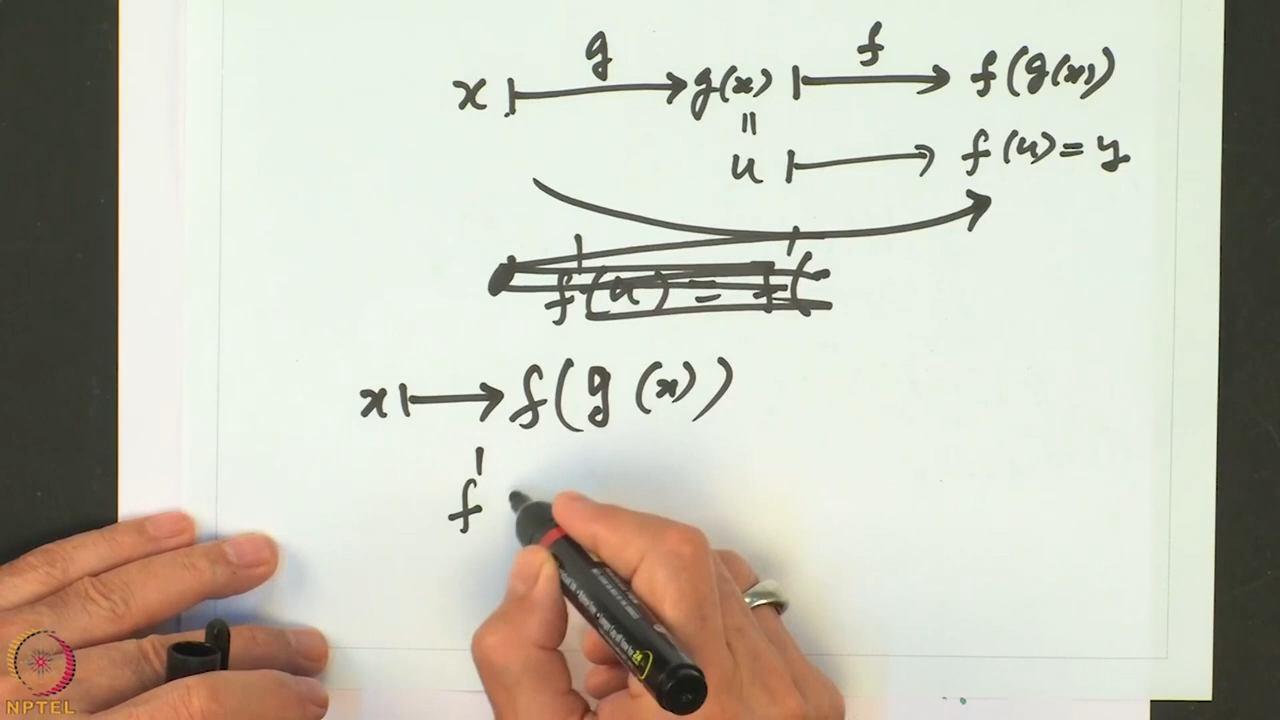 x ⟼ g g(x) ⟼ f f(g(x))
॥
u ⟼ f(u) = y
f'(u) = f'(
x ⟼ f(g(x))
f'
NPTEL